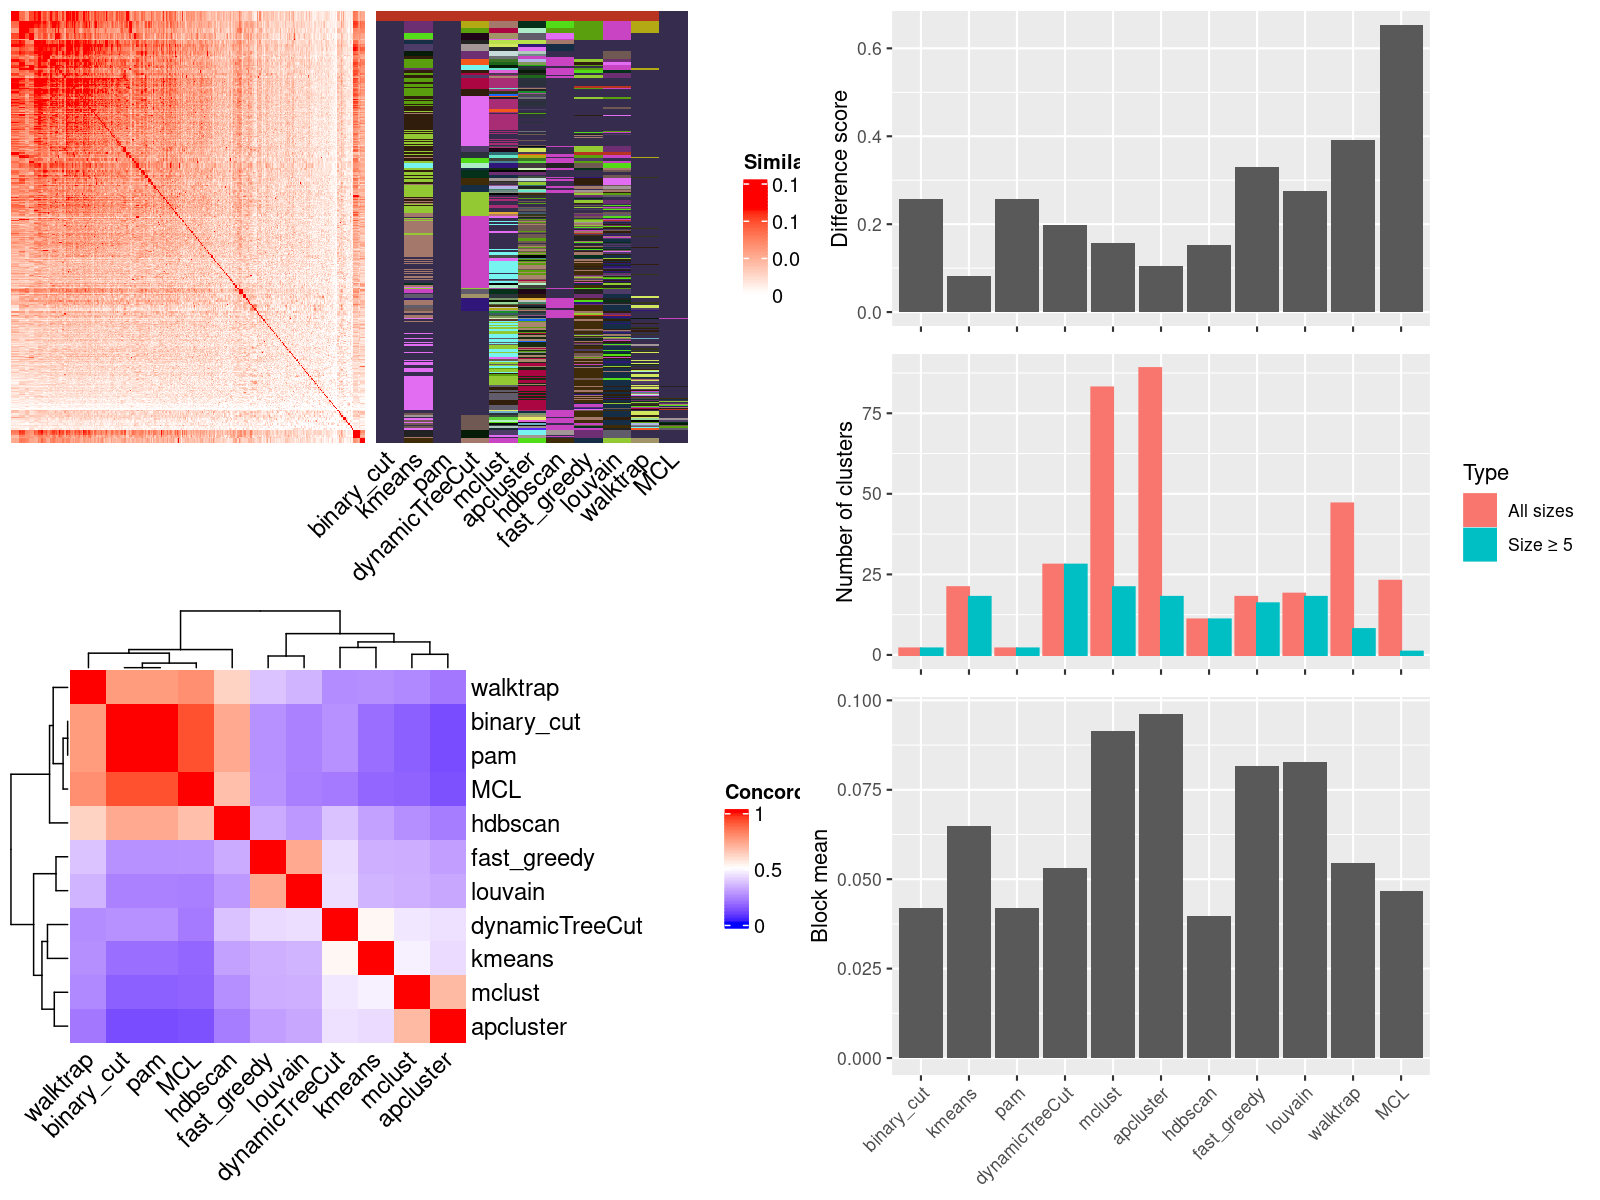 Simila
0.1
0.1
0.0
0
binary_cut
kmeans
pam
dynamicTreeCut
mclust
apcluster
hdbscan
fast_greedy
louvain
walktrap
MCL
walktrap
binary_cut
pam
MCL
hdbscan
fast_greedy
louvain
dynamicTreeCut
kmeans
mclust
apcluster
walktrap
binary_cut
pam
MCL
hdbscan
fast_greedy
louvain
dynamicTreeCut
kmeans
mclust
apcluster
Concord
1
0.5
0
Difference score
0.6
0.4
0.2
0.0
Number of clusters
75
50
25
0
Type
All sizes
Size ≥ 5
Block mean
0.100
0.075
0.050
0.025
0.000
binary_cut
kmeans
pam
dynamicTreeCut
mclust
apcluster
hdbscan
fast_greedy
louvain
walktrap
MCL